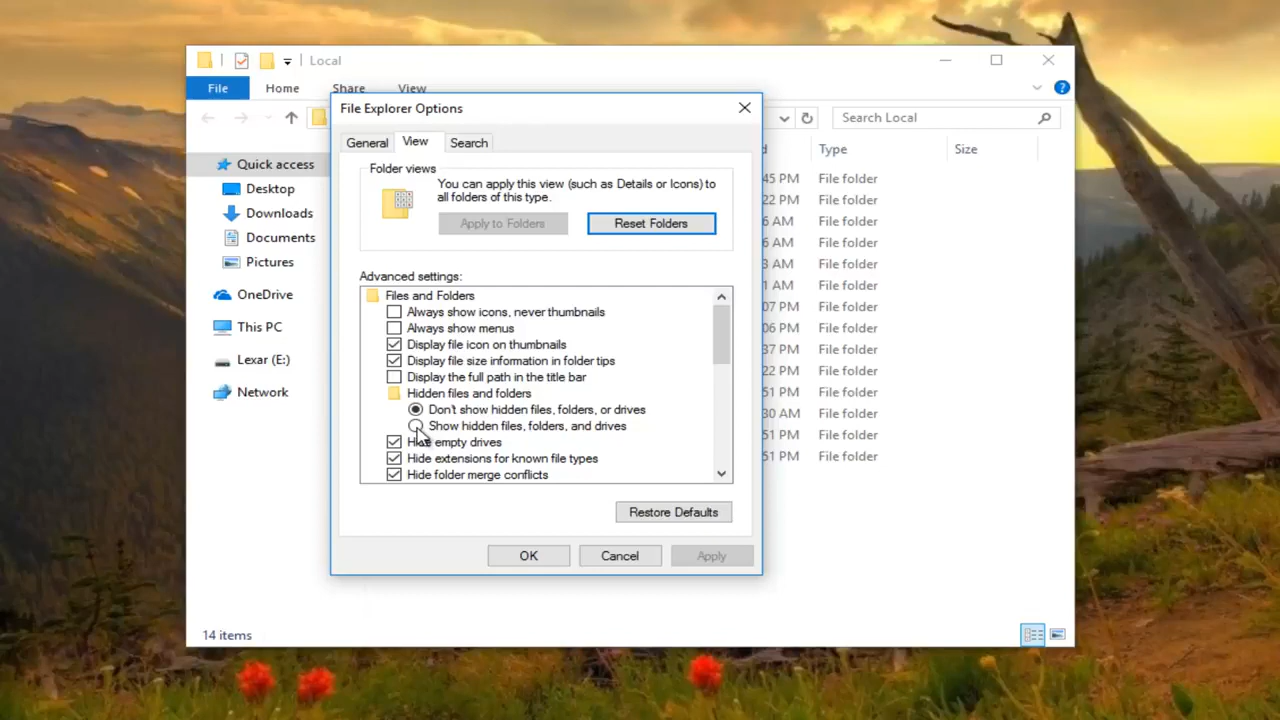 Local
File Home Share View
File Explorer Options
Search Local
General View Search
Quick access
Desktop
Downloads
Documents
Pictures
OneDrive
This PC
Lexar (E:)
Network
Folder views
You can apply this view (such as Details or Icons) to
all folders of this type.
Apply to Folders Reset Folders
Advanced settings:
Files and Folders
Always show icons, never thumbnails
Always show menus
Display file icon on thumbnails
Display file size information in folder tips
Display the full path in the title bar
Hidden files and folders
Don't show hidden files, folders, or drives
Show hidden files, folders, and drives
Hide empty drives
Hide extensions for known file types
Hide folder merge conflicts
Restore Defaults
OK Cancel Apply
d Type Size
45 PM File folder
22 PM File folder
6 AM File folder
6 AM File folder
3 AM File folder
1 AM File folder
07 PM File folder
06 PM File folder
37 PM File folder
22 PM File folder
51 PM File folder
30 AM File folder
51 PM File folder
51 PM File folder
14 items